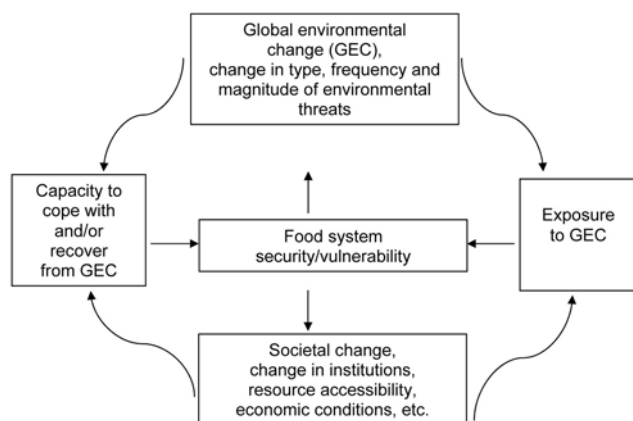 Global environmental
change (GEC),
change in type, frequency and
magnitude of environmental
threats
Capacity to
cope with
and/or
recover
from GEC
Food system
security/vulnerability
Exposure
to GEC
Societal change,
change in institutions,
resource accessibility,
economic conditions, etc.